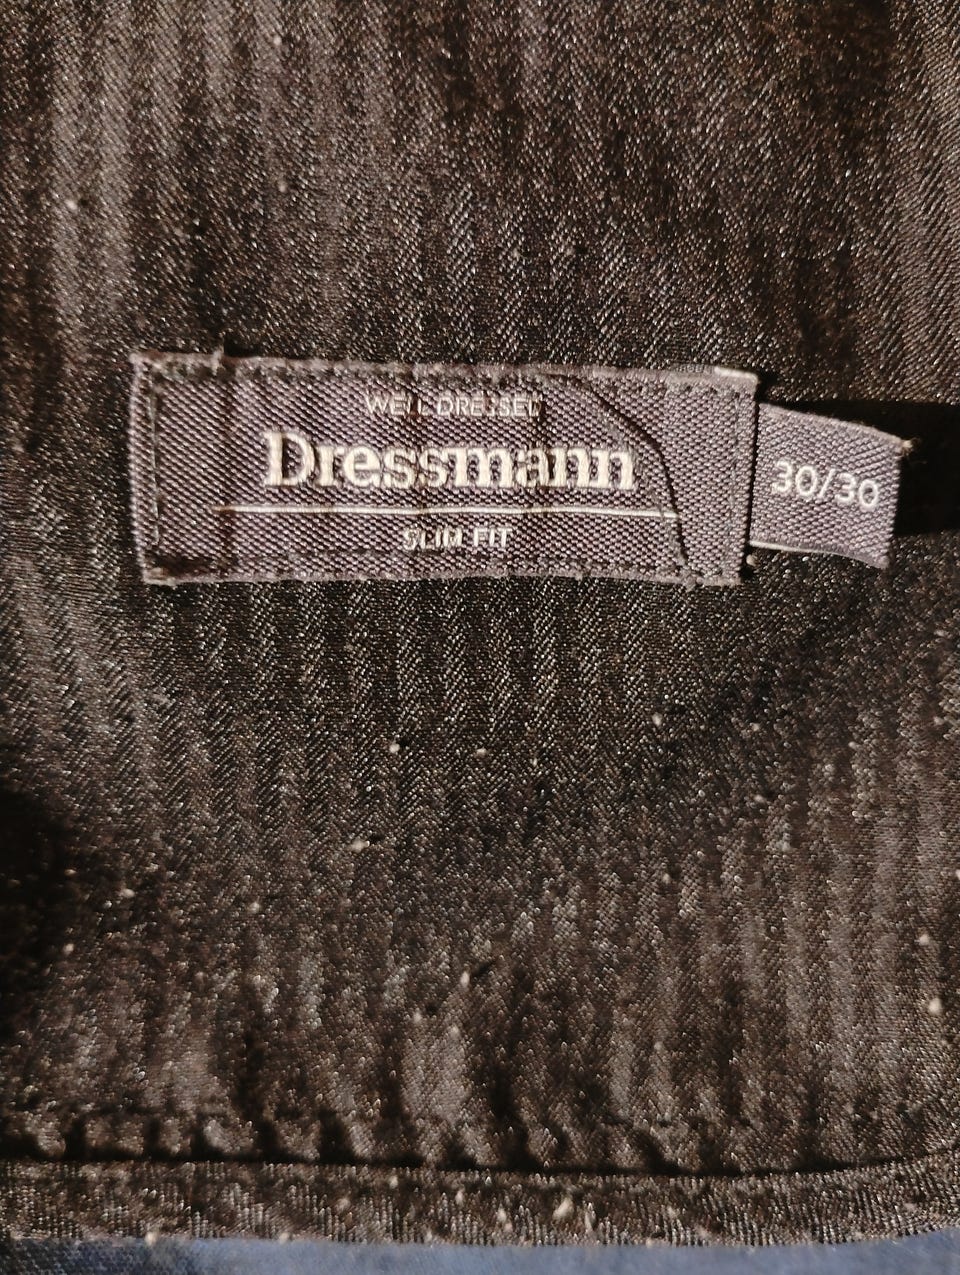 WELL DRESSED
Dressmann
SLIM FIT
30/30